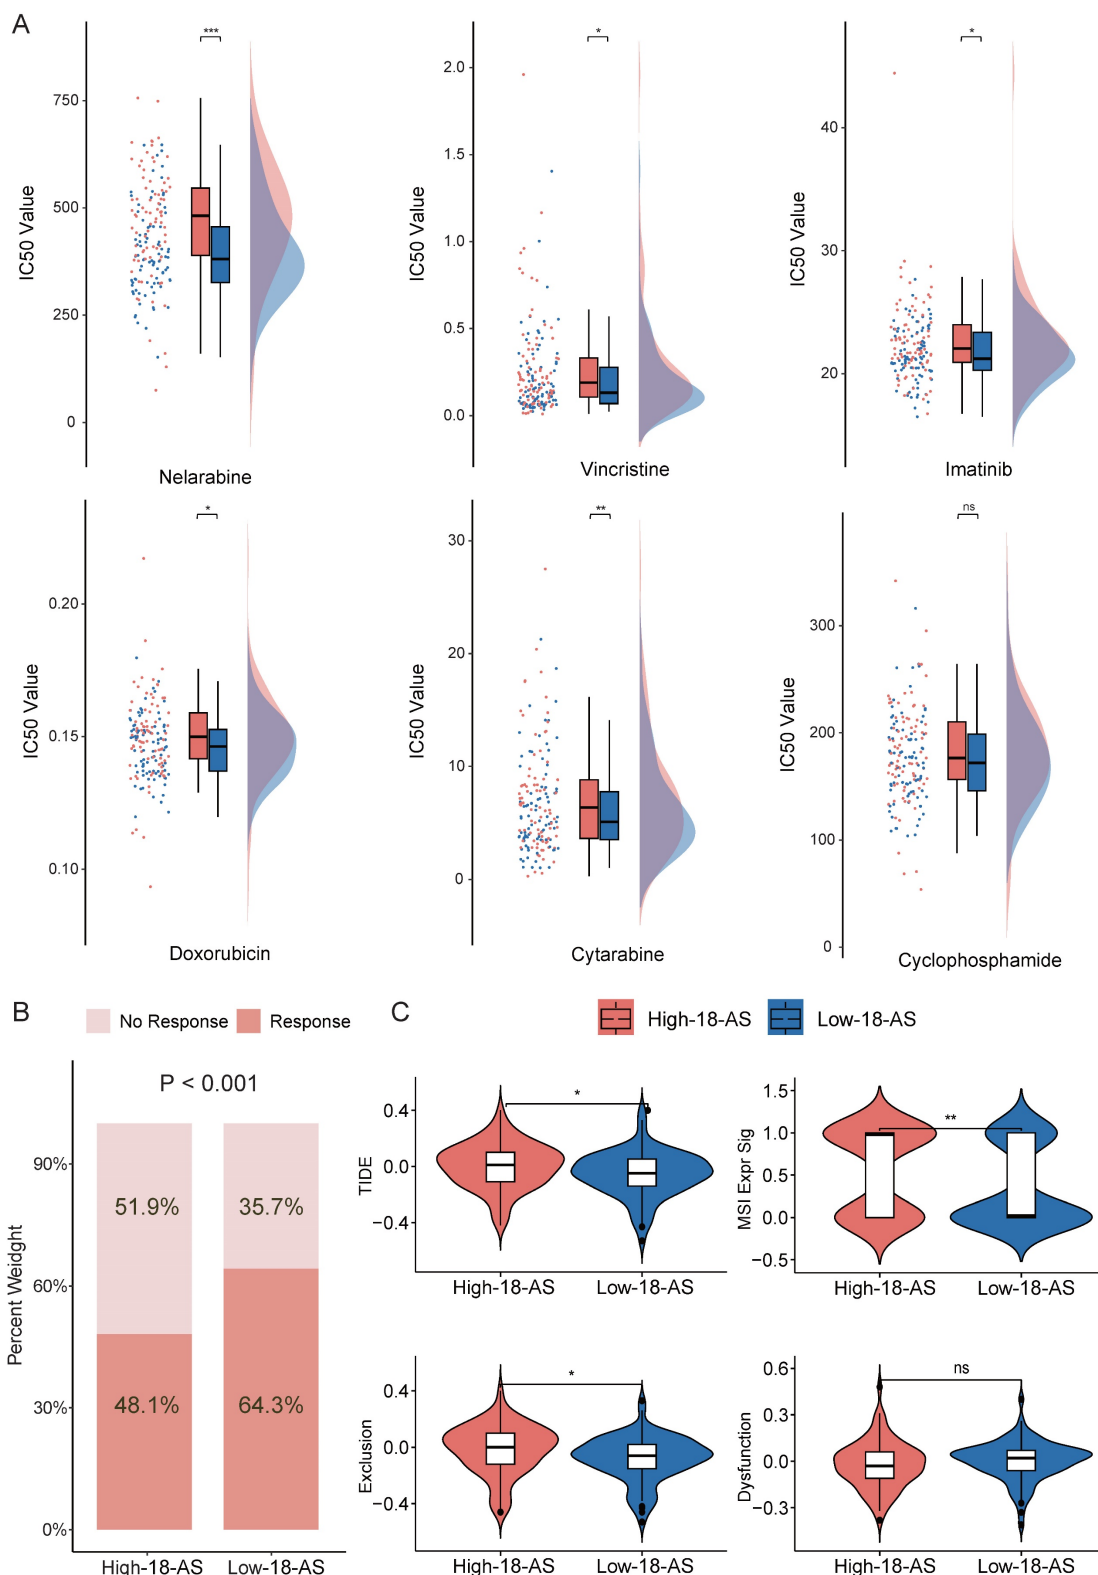 A
***
*
*
IC50 Value
750
500
250
0
Nelarabine
IC50 Value
2.0
1.5
1.0
0.5
0.0
Vincristine
IC50 Value
40
30
20
Imatinib
*
**
ns
IC50 Value
0.20
0.15
0.10
Doxorubicin
IC50 Value
30
20
10
0
Cytarabine
IC50 Value
300
200
100
0
Cyclophosphamide
B
No Response
Response
P < 0.001
Percent Weidght
90%
60%
30%
0%
51.9%
35.7%
48.1%
64.3%
High-18-AS
Low-18-AS
C
High-18-AS
Low-18-AS
TIDE
0.4
0.0
−0.4
*
High-18-AS
Low-18-AS
MSI Expr Sig
1.5
1.0
0.5
0.0
−0.5
**
High-18-AS
Low-18-AS
Exclusion
0.4
0.0
−0.4
*
High-18-AS
Low-18-AS
Dysfunction
0.6
0.3
0.0
−0.3
ns
High-18-AS
Low-18-AS